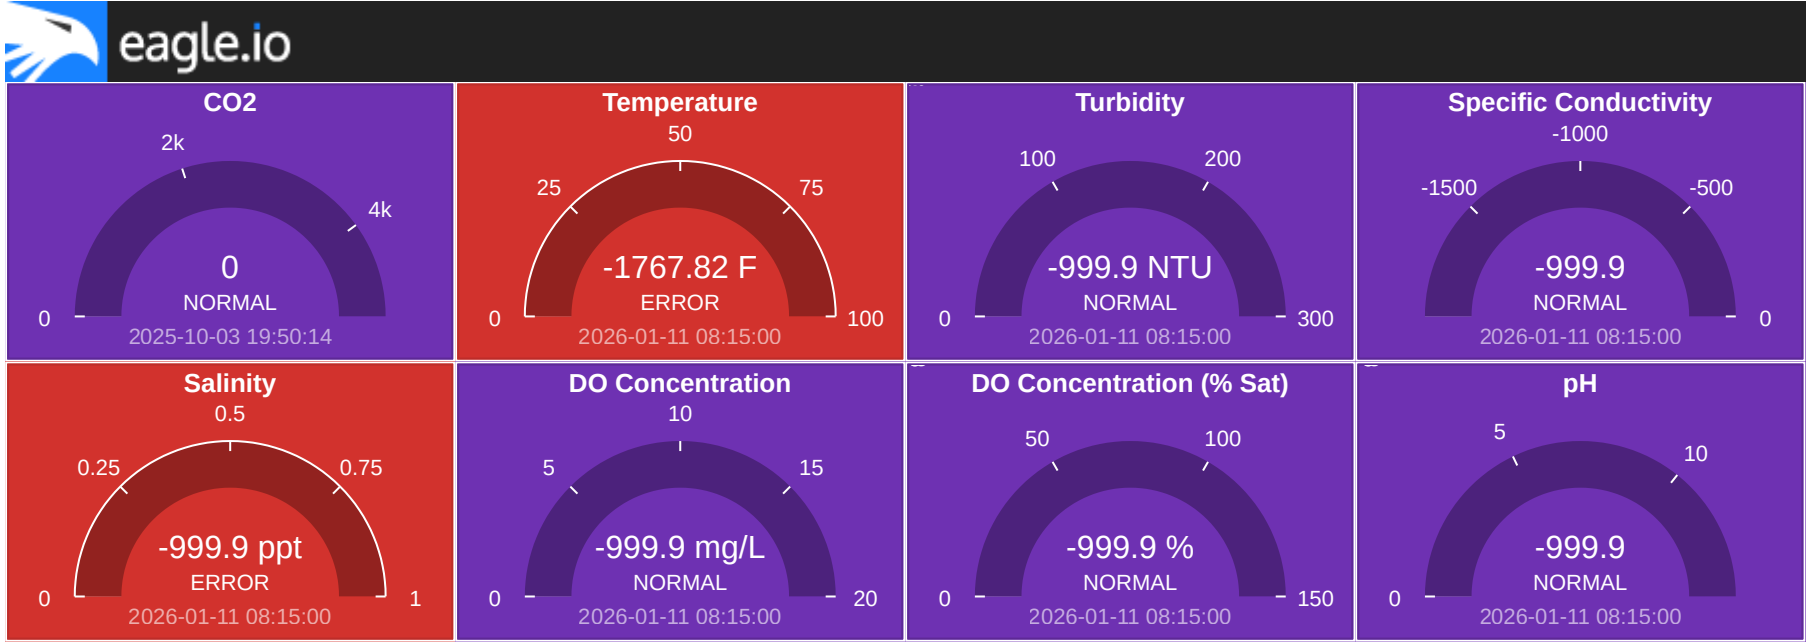 eagle.io
CO2
2k
4k
0
0
NORMAL
2025-10-03 19:50:14
Temperature
50
25
75
-1767.82 F
ERROR
0
100
2026-01-11 08:15:00
Turbidity
100
200
-999.9 NTU
NORMAL
0
300
2026-01-11 08:15:00
Specific Conductivity
-1000
-1500
-500
-999.9
NORMAL
0
2026-01-11 08:15:00
Salinity
0.5
0.25
0.75
-999.9 ppt
ERROR
0
1
2026-01-11 08:15:00
DO Concentration
10
5
15
-999.9 mg/L
NORMAL
0
20
2026-01-11 08:15:00
DO Concentration (% Sat)
50
100
-999.9 %
NORMAL
0
150
2026-01-11 08:15:00
pH
5
10
-999.9
NORMAL
0
2026-01-11 08:15:00